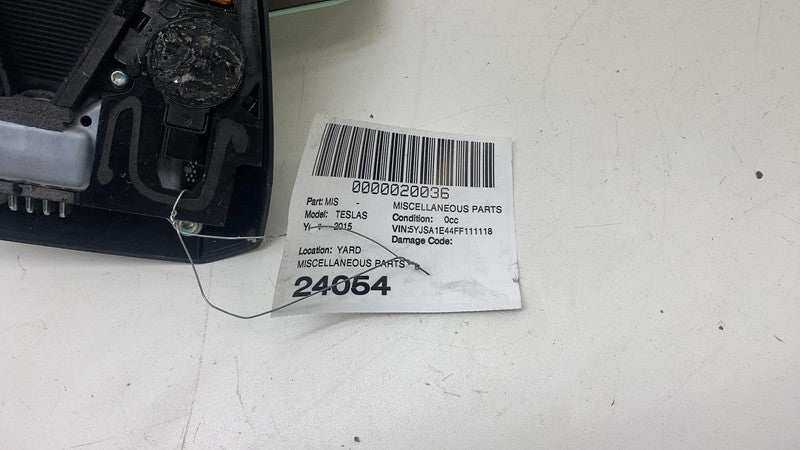 0000020036
Part: MIS - MISCELLANEOUS PARTS
Model: TESLAS Condition: 0cc
2015 VIN:5YJSA1E44FF111118
Damage Code:
Location: YARD
MISCELLANEOUS PARTS
24054